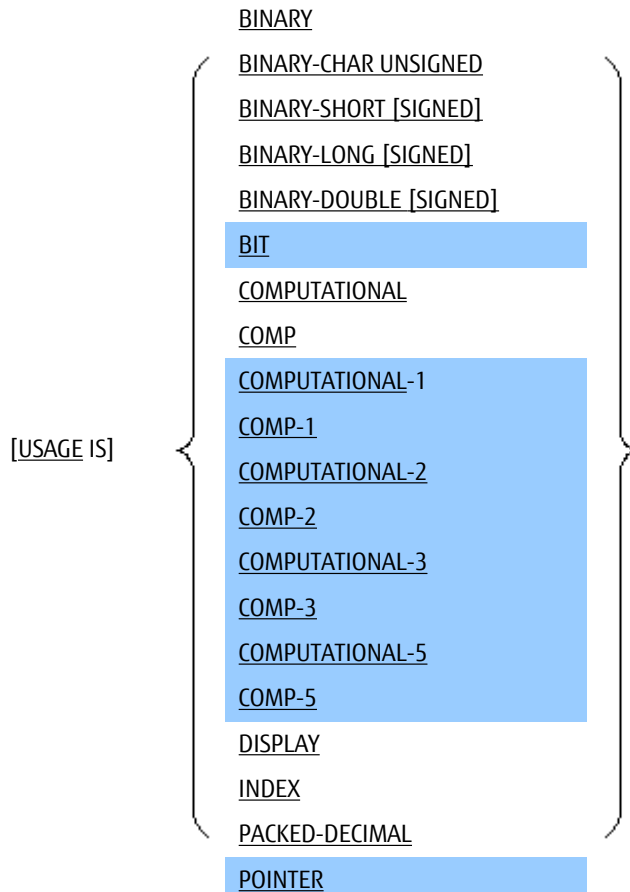 BINARY
BINARY-CHAR UNSIGNED
BINARY-SHORT [SIGNED]
BINARY-LONG [SIGNED]
BINARY-DOUBLE [SIGNED]
BIT
COMPUTATIONAL
COMP
COMPUTATIONAL-1
COMP-1
[USAGE IS]
COMPUTATIONAL-2
COMP-2
COMPUTATIONAL-3
COMP-3
COMPUTATIONAL-5
COMP-5
DISPLAY
INDEX
PACKED-DECIMAL
POINTER